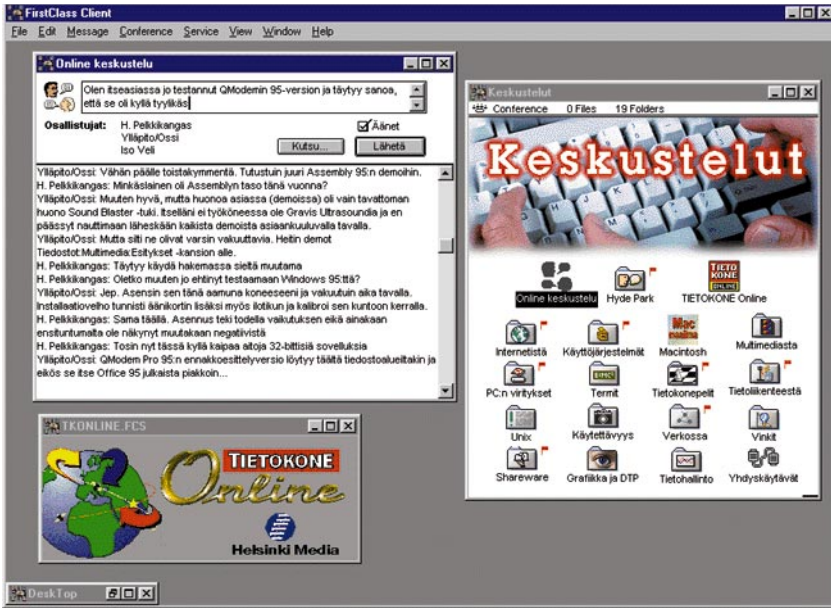 FirstClass Client
File Edit Message Conference Service View Window Help
Online keskustelu
Olen itseasiassa jo testannut QModemin 95-version ja täytyy sanoa,
että se oli kyllä tyylikäs
Osallistujat: H. Pelkkikangas
Ylläpito/Ossi
Iso Veli
Äänet
Kutsu... Lähetä
Ylläpito/Ossi: Vähän päälle toistakymmentä. Tutustuin juuri Assembly 95:n demoihin.
H. Pelkkikangas: Minkäslainen oli Assemblyn taso tänä vuonna?
Ylläpito/Ossi: Muuten hyvä, mutta huonoa asiassa (demoissa) oli vain tavattoman
huono Sound Blaster -tuki. Itselläni ei työkoneessa ole Gravis Ultrasoundia ja en
päässyt nauttimaan läheskään kaikista demoista asiaankuuluvalla tavalla.
Ylläpito/Ossi: Mutta silti ne olivat varsin vakuuttavia. Heitin demot
Tiedostot:Multimedia:Esitykset -kansion alle.
H. Pelkkikangas: Täytyy käydä hakemassa sieltä muutama
H. Pelkkikangas: Oletko muuten jo ehtinyt testaamaan Windows 95:ttä?
Ylläpito/Ossi: Jep. Asensin sen tänä aamuna koneeseeni ja vakuutuin aika tavalla.
Installaatiovelho tunnisti äänikortin lisäksi myös ilotikun ja kalibroi sen kuntoon kerralla.
H. Pelkkikangas: Sama täällä. Asennus teki todella vaikutuksen eikä ainakaan
ensituntumalta ole näkynyt muutakaan negatiivistä
H. Pelkkikangas: Tosin nyt tässä kyllä kaipaa aitoja 32-bittisiä sovelluksia
Ylläpito/Ossi: QModem Pro 95:n ennakkoesittelyversio löytyy täältä tiedostoalueiltakin ja
eikös se itse Office 95 julkaista piakkoin...
Keskustelut
Conference 0 Files 19 Folders
Keskustelut
TIETO
KONE
ONLINE
Online keskustelu Hyde Park TIETOKONE Online
Mac
Internetistä Käyttöjärjestelmät Macintosh Multimediasta
PC:n viritykset Termit Tietokonepelit Tietoliikenteestä
Unix Käytettävyys Verkossa Vinkit
Shareware Grafiikka ja DTP Tietohallinto Yhdyskäytävät
TKONLINE.FCS
TIETOKONE
Online
Helsinki Media
DeskTop